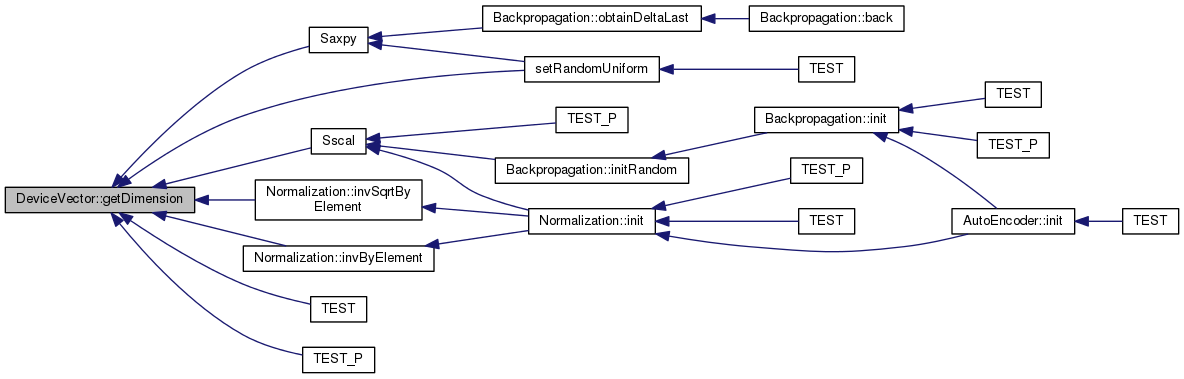 Backpropagation::obtainDeltaLast
Backpropagation::back
Saxpy
setRandomUniform
TEST
TEST
TEST_P
Backpropagation::init
Sscal
TEST_P
Backpropagation::initRandom
TEST_P
DeviceVector::getDimension
Normalization::invSqrtBy
Element
Normalization::init
TEST
AutoEncoder::init
TEST
Normalization::invByElement
TEST
TEST_P